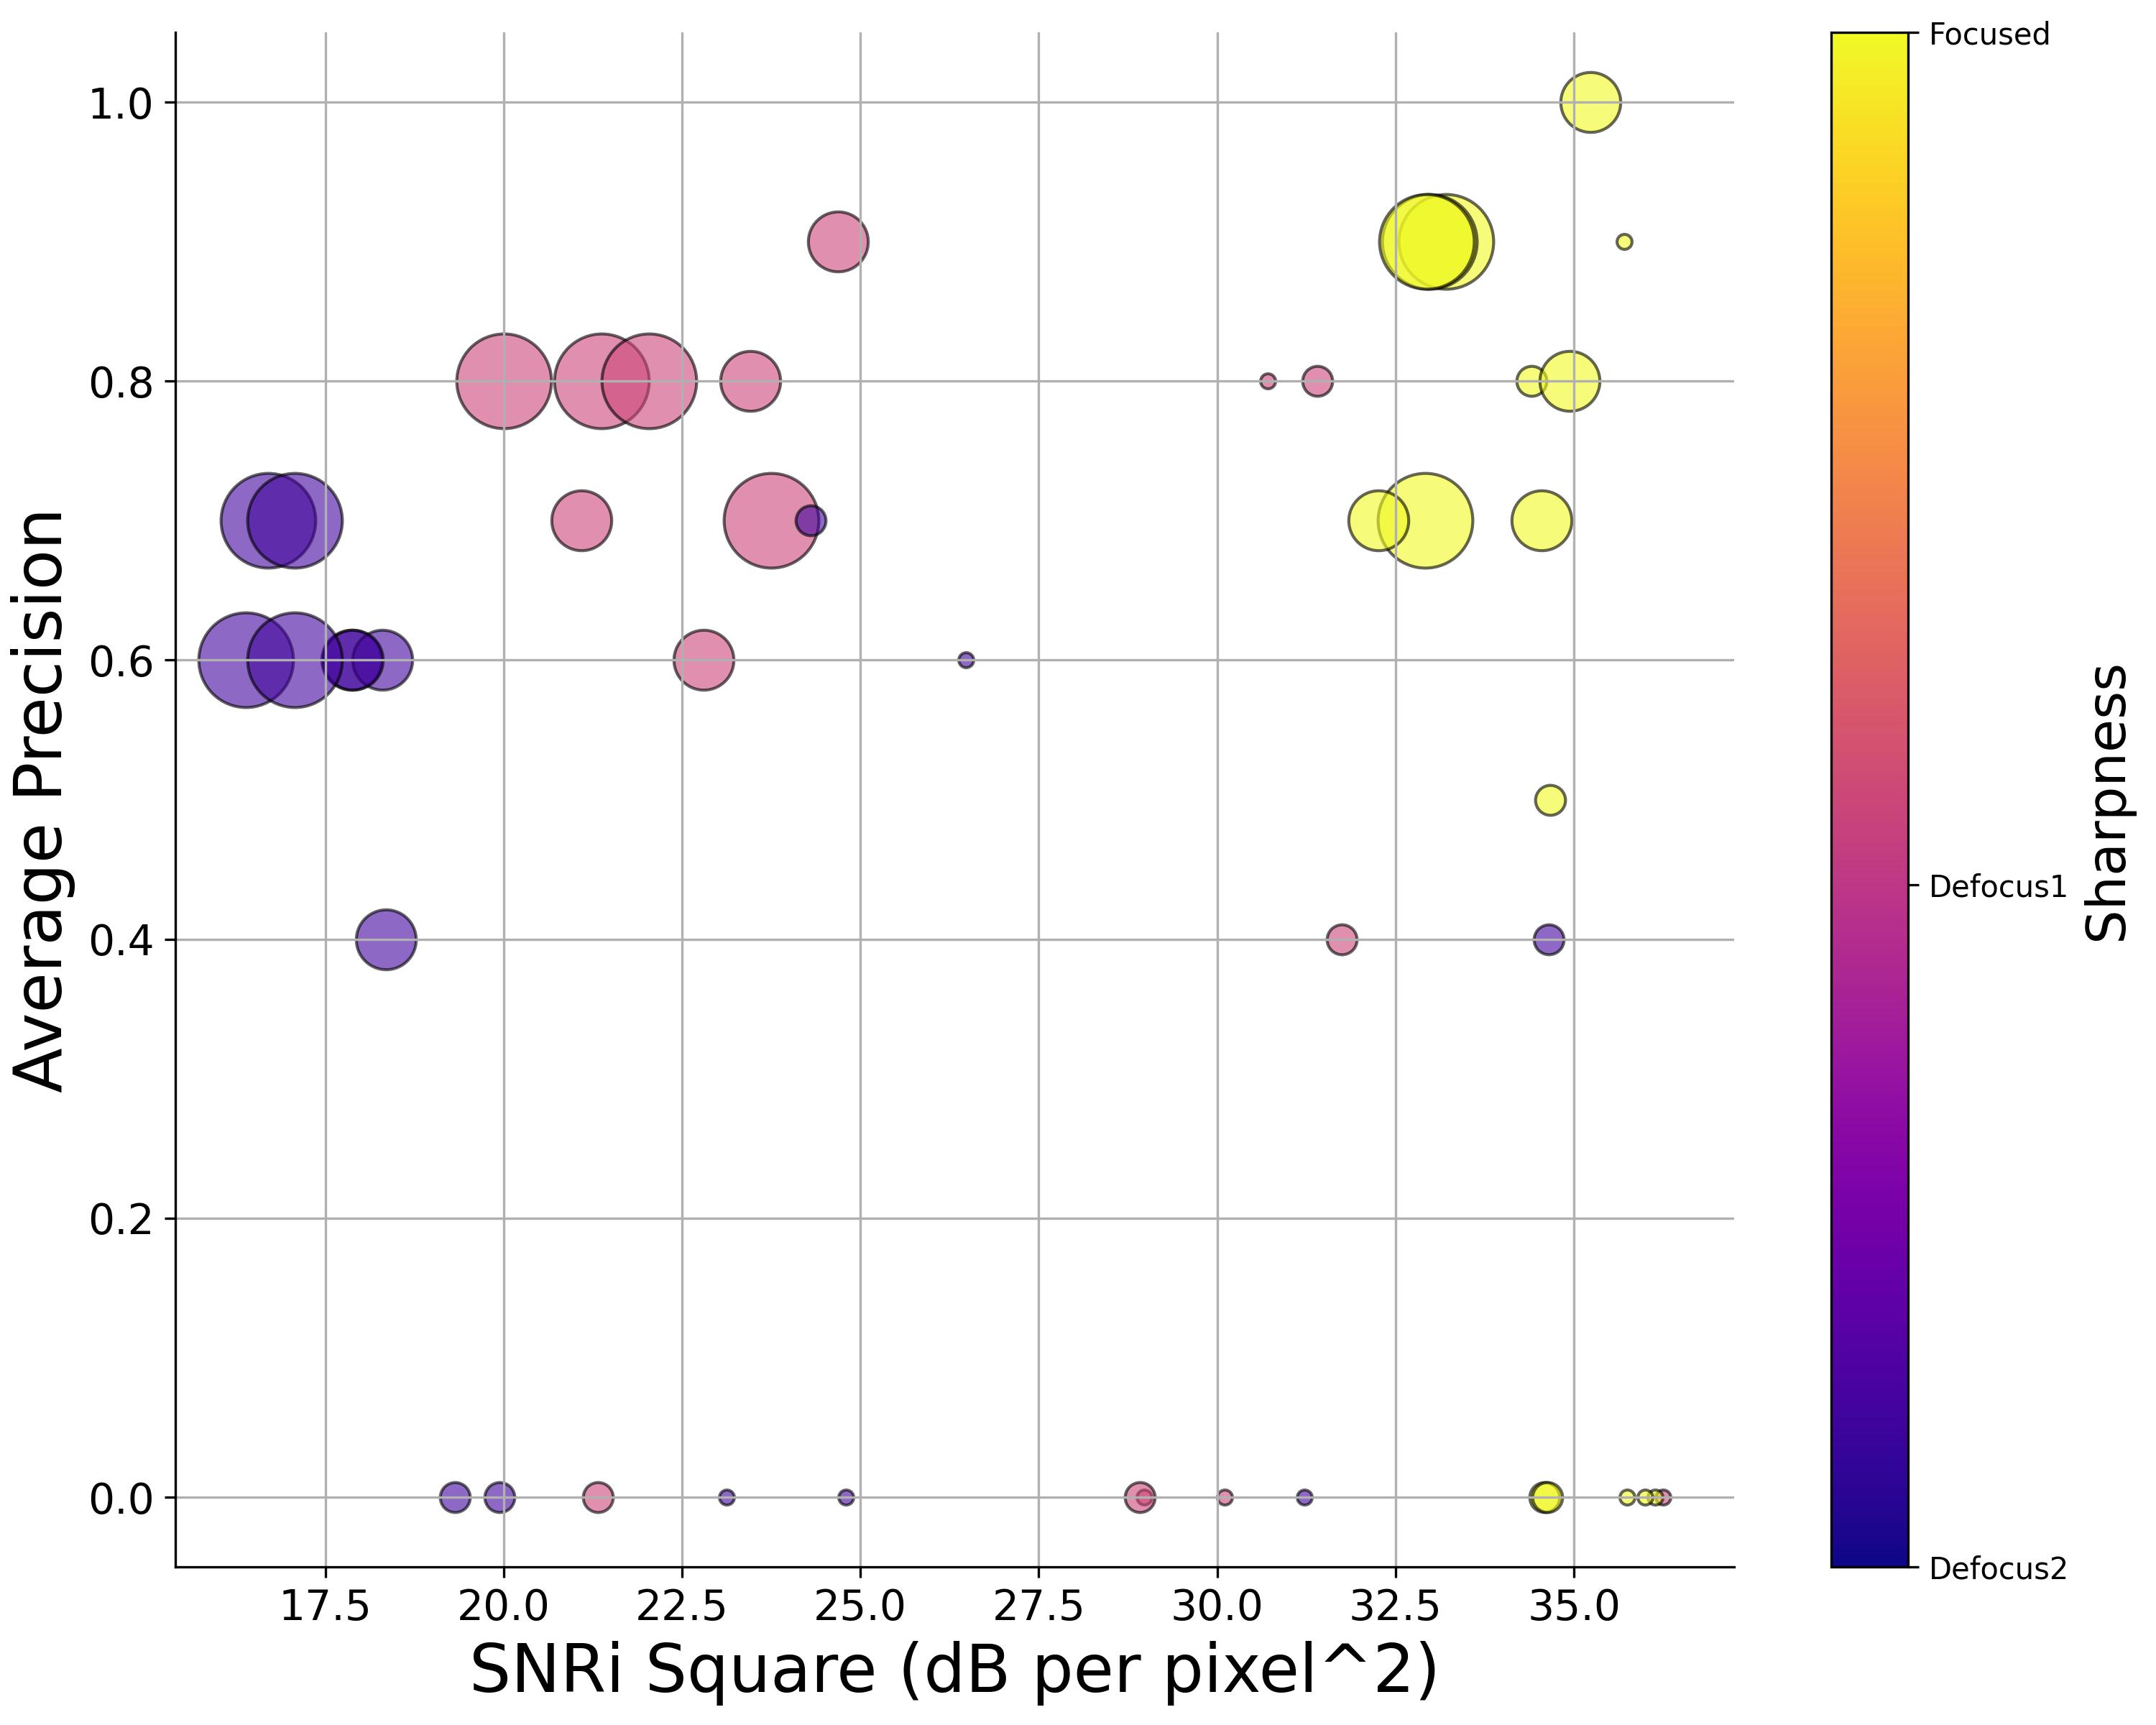 Average Precision
1.0
0.8
0.6
0.4
0.2
0.0
17.5 20.0 22.5 25.0 27.5 30.0 32.5 35.0
SNRi Square (dB per pixel^2)
Focused
Defocus1
Defocus2
Sharpness